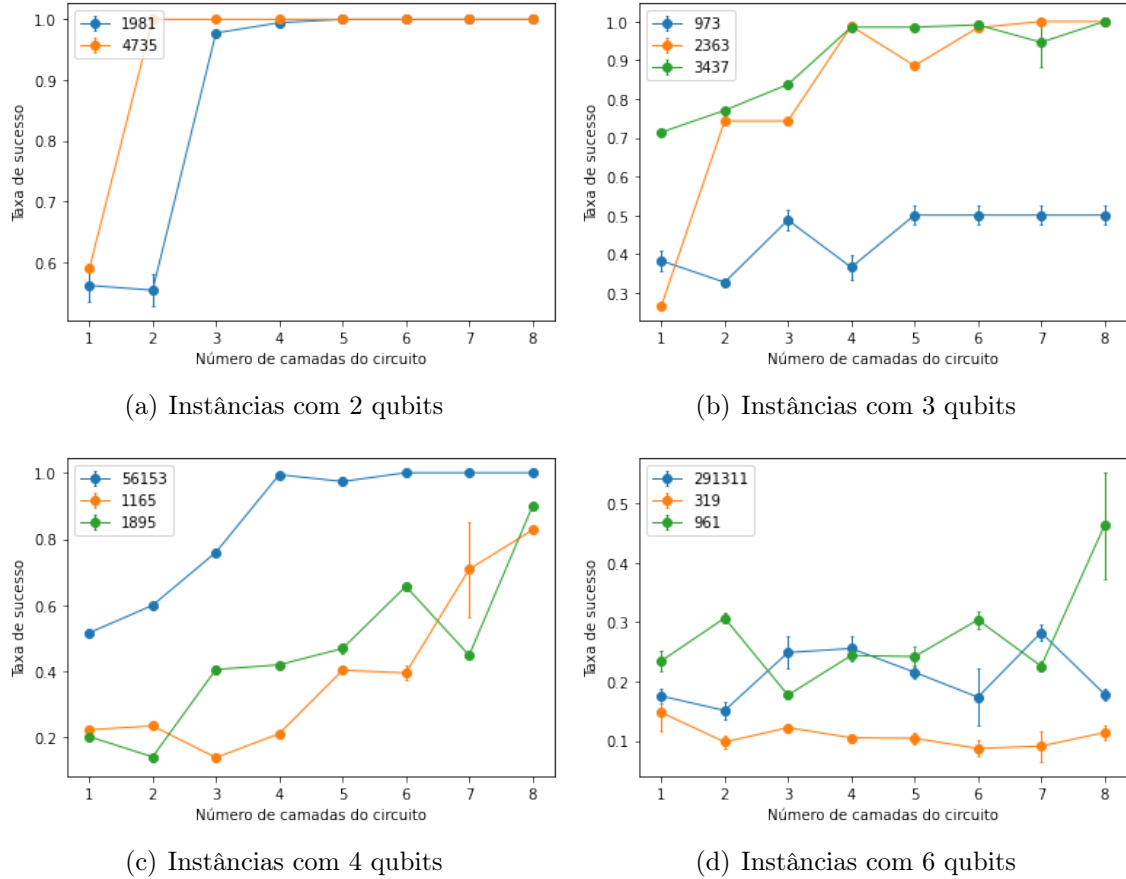 1.0
0.9
0.8
0.7
0.6
Taxa de sucesso
1981
4735
1 2 3 4 5 6 7 8
Número de camadas do circuito
(a) Instâncias com 2 qubits
1.0
0.9
0.8
0.7
0.6
0.5
0.4
0.3
Taxa de sucesso
973
2363
3437
1 2 3 4 5 6 7 8
Número de camadas do circuito
(b) Instâncias com 3 qubits
1.0
0.8
0.6
0.4
0.2
Taxa de sucesso
56153
1165
1895
1 2 3 4 5 6 7 8
Número de camadas do circuito
(c) Instâncias com 4 qubits
0.5
0.4
0.3
0.2
0.1
Taxa de sucesso
291311
319
961
1 2 3 4 5 6 7 8
Número de camadas do circuito
(d) Instâncias com 6 qubits